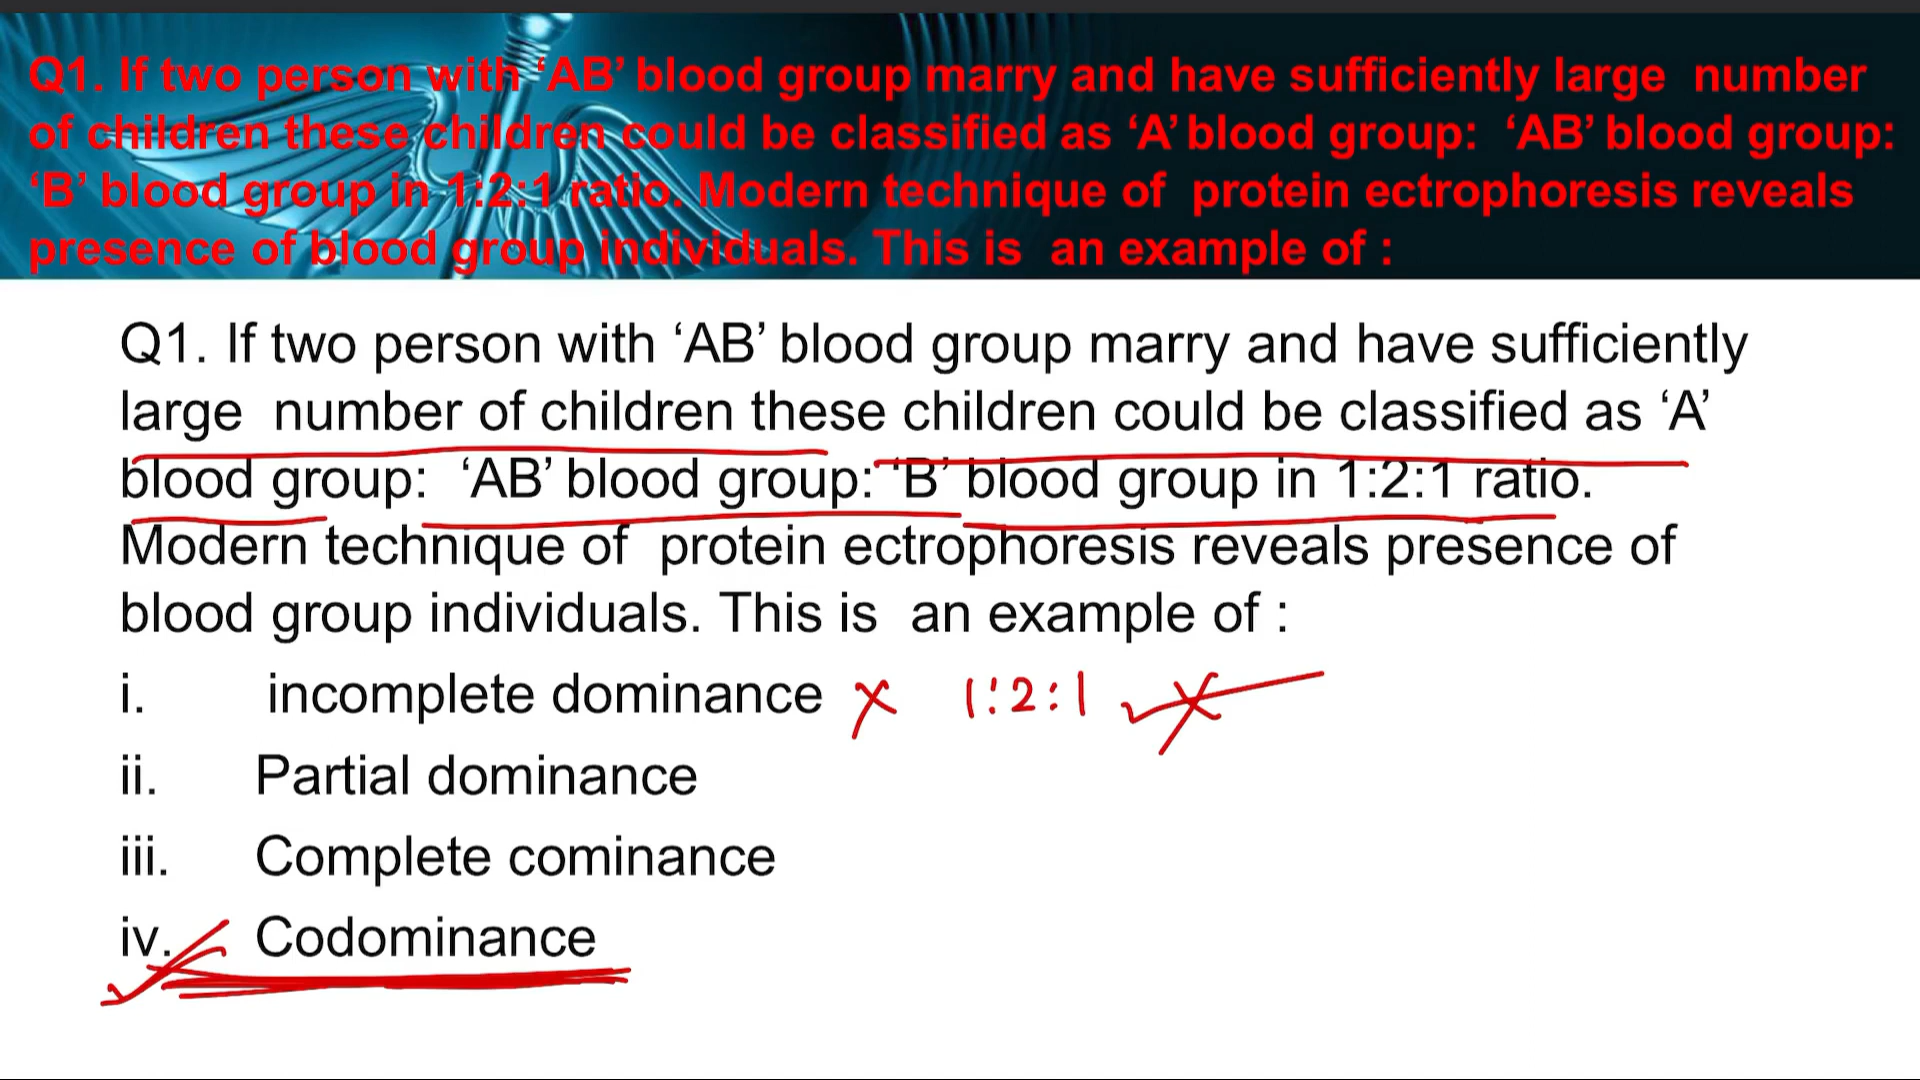 Q1. If two person with ‘AB’ blood group marry and have sufficiently large number
of children these children could be classified as ‘A’ blood group: ‘AB’ blood group:
‘B’ blood group in 1:2:1 ratio. Modern technique of protein ectrophoresis reveals
presence of blood group individuals. This is an example of :
Q1. If two person with ‘AB’ blood group marry and have sufficiently
large number of children these children could be classified as ‘A’
blood group: ‘AB’ blood group: ‘B’ blood group in 1:2:1 ratio.
Modern technique of protein ectrophoresis reveals presence of
blood group individuals. This is an example of :
i. incomplete dominance 1:2:1
ii. Partial dominance
iii. Complete cominance
iv. Codominance